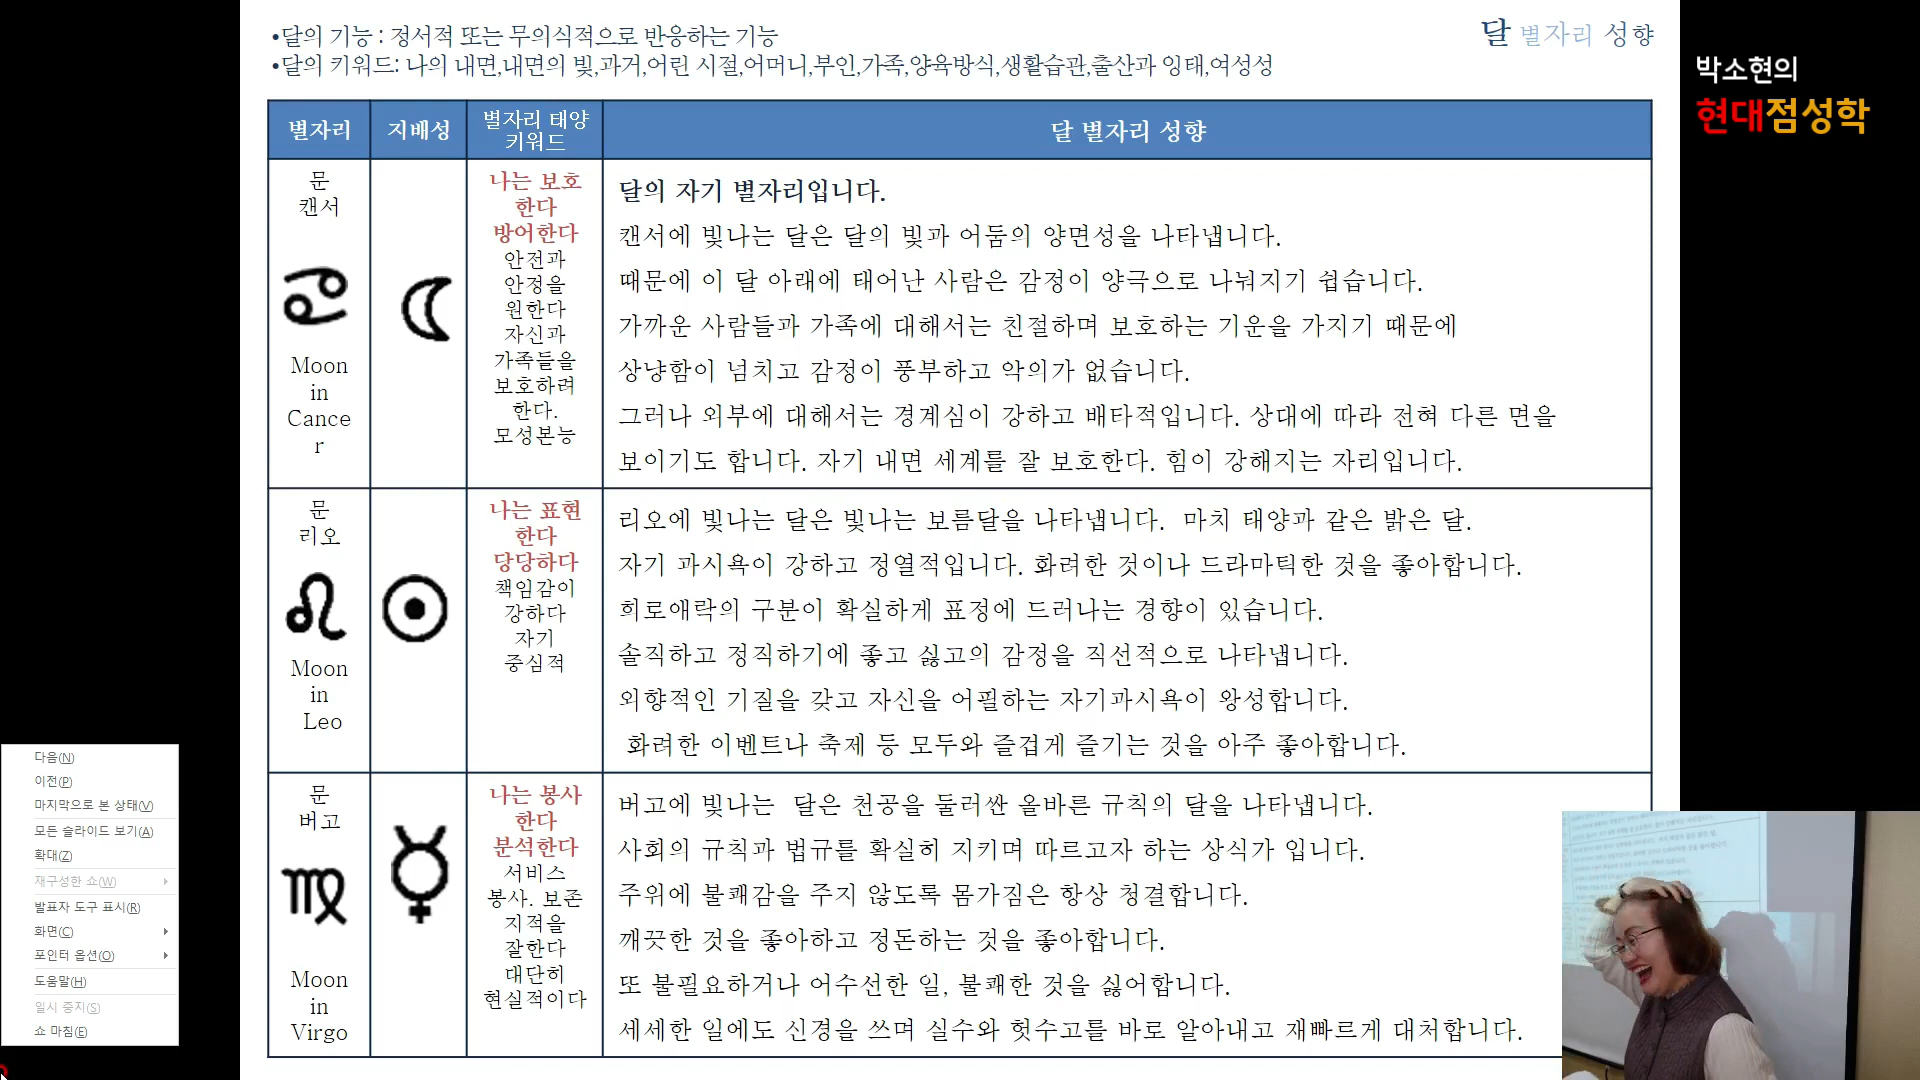 •달의 기능 : 정서적 또는 무의식적으로 반응하는 기능
•달의 키워드: 나의 내면,내면의 빛,과거,어린 시절,어머니,부인,가족,양육방식,생활습관,출산과 잉태,여성성
달 별자리 성향
박소현의
현대점성학
별자리
지배성
별자리 태양
키워드
달 별자리 성향
문
캔서
Moon
in
Cance
r
나는 보호
한다
방어한다
안전과
안정을
원한다
자신과
가족들을
보호하려
한다.
모성본능
달의 자기 별자리입니다.
캔서에 빛나는 달은 달의 빛과 어둠의 양면성을 나타냅니다.
때문에 이 달 아래에 태어난 사람은 감정이 양극으로 나눠지기 쉽습니다.
가까운 사람들과 가족에 대해서는 친절하며 보호하는 기운을 가지기 때문에
상냥함이 넘치고 감정이 풍부하고 악의가 없습니다.
그러나 외부에 대해서는 경계심이 강하고 배타적입니다. 상대에 따라 전혀 다른 면을
보이기도 합니다. 자기 내면 세계를 잘 보호한다. 힘이 강해지는 자리입니다.
문
리오
Moon
in
Leo
나는 표현
한다
당당하다
책임감이
강하다
자기
중심적
리오에 빛나는 달은 빛나는 보름달을 나타냅니다. 마치 태양과 같은 밝은 달.
자기 과시욕이 강하고 정열적입니다. 화려한 것이나 드라마틱한 것을 좋아합니다.
희로애락의 구분이 확실하게 표정에 드러나는 경향이 있습니다.
솔직하고 정직하기에 좋고 싫고의 감정을 직선적으로 나타냅니다.
외향적인 기질을 갖고 자신을 어필하는 자기과시욕이 왕성합니다.
화려한 이벤트나 축제 등 모두와 즐겁게 즐기는 것을 아주 좋아합니다.
문
버고
Moon
in
Virgo
나는 봉사
한다
분석한다
서비스
봉사. 보존
지적을
잘한다
대단히
현실적이다
버고에 빛나는 달은 천공을 둘러싼 올바른 규칙의 달을 나타냅니다.
사회의 규칙과 법규를 확실히 지키며 따르고자 하는 상식가 입니다.
주위에 불쾌감을 주지 않도록 몸가짐은 항상 청결합니다.
깨끗한 것을 좋아하고 정돈하는 것을 좋아합니다.
또 불필요하거나 어수선한 일, 불쾌한 것을 싫어합니다.
세세한 일에도 신경을 쓰며 실수와 헛수고를 바로 알아내고 재빠르게 대처합니다.
다음(N)
이전(P)
마지막으로 본 상태(V)
모든 슬라이드 보기(A)
확대(Z)
재구성한 쇼(W)
발표자 도구 표시(R)
화면(C)
포인터 옵션(O)
도움말(H)
일시 중지(S)
쇼 마침(E)